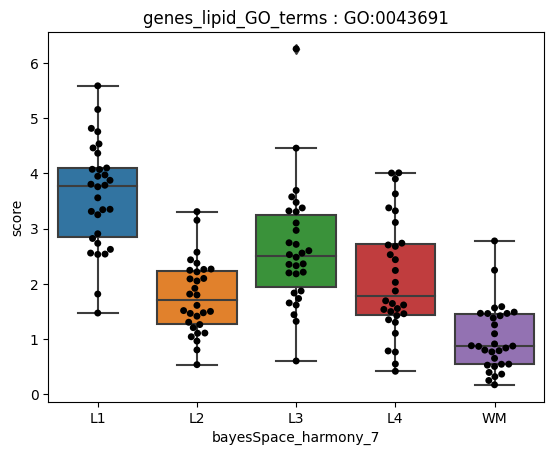 genes_lipid_GO_terms : GO:0043691
6
5
4
3
2
1
0
score
L1 L2 L3 L4 WM
bayesSpace_harmony_7